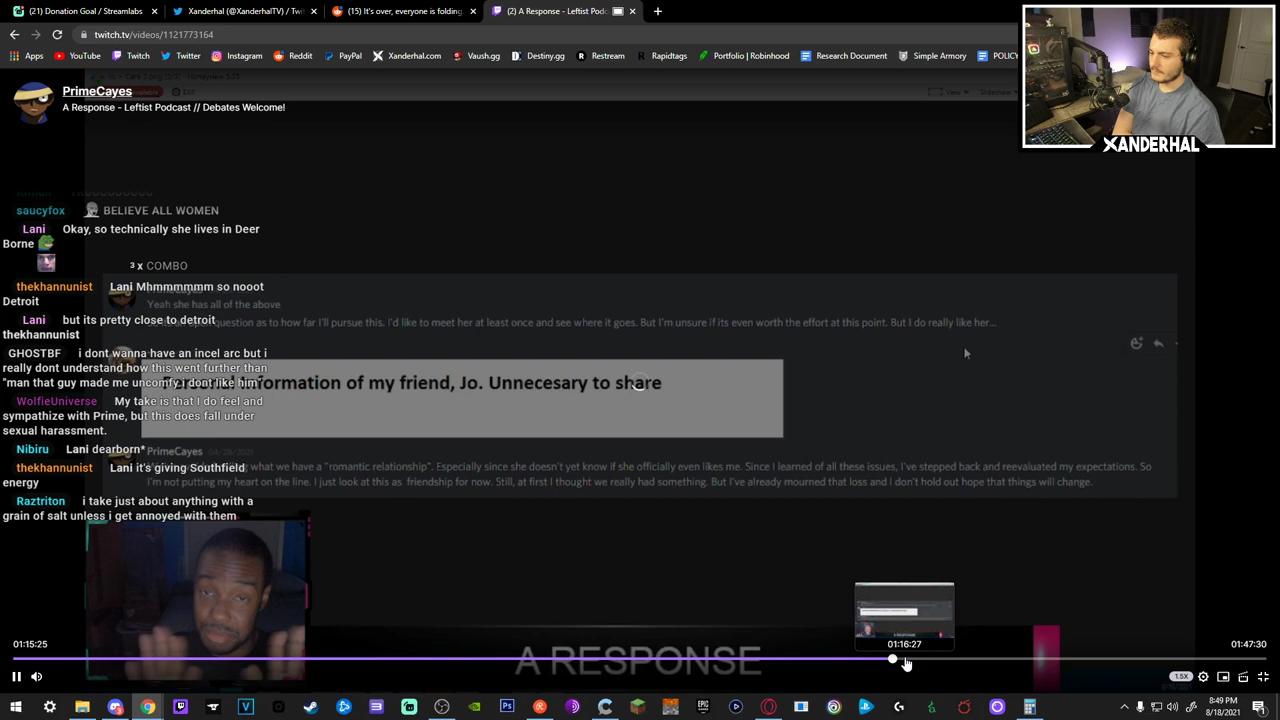 (21) Donation Goal / Streamlabs
Xanderhal (@XanderhalTV) / Twi
(15) It's over, everyone is folding
(2) A Response - Leftist Podc
twitch.tv/videos/1121773164
Apps
YouTube
Twitch
Twitter
Instagram
Reddit
PayPal
Xanderhal.com
Vaush.gg
Destiny.gg
Restream
Rapidtags
Portfolio | Robinhood
Research Document
Simple Armory
POLICY
PrimeCayes
A Response - Leftist Podcast // Debates Welcome!
XANDERHAL
saucyfox BELIEVE ALL WOMEN
Lani Okay, so technically she lives in Deer
Borne
3 x COMBO
thekhannunist Lani Mhmmmmmm so nooot
Detroit
Lani but its pretty close to detroit
thekhannunist
GHOSTBF i dont wanna have an incel arc but i
really dont understand how this went further than
"man that guy made me uncomfy i dont like him"
WolfieUniverse My take is that I do feel and
sympathize with Prime, but this does fall under
sexual harassment.
Nibiru Lani dearborn*
thekhannunist Lani it's giving Southfield
energy
Raztriton i take just about anything with a
grain of salt unless i get annoyed with them
Yeah she has all of the above
question as to how far I'll pursue this. I'd like to meet her at least once and see where it goes. But I'm unsure if its even worth the effort at this point. But I do really like her...
information of my friend, Jo. Unnecesary to share
PrimeCayes 04/28/2021
what we have a "romantic relationship". Especially since she doesn't yet know if she officially even likes me. Since I learned of all these issues, I've stepped back and reevaluated my expectations. So
I'm not putting my heart on the line. I just look at this as friendship for now. Still, at first I thought we really had something. But I've already mourned that loss and I don't hold out hope that things will change.
A RESPONSE
01:16:27
01:15:25
01:47:30
1.5X
8:49 PM
8/18/2021